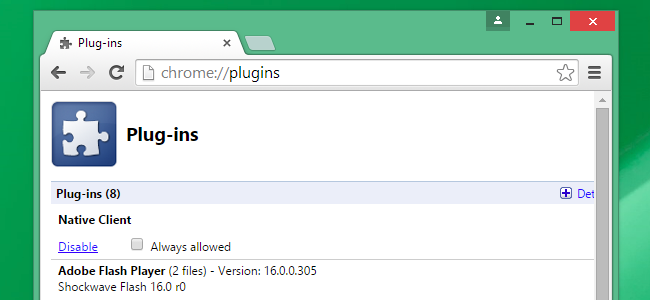 Plug-ins
chrome://plugins
Plug-ins
Plug-ins (8)
Det
Native Client
Disable Always allowed
Adobe Flash Player (2 files) - Version: 16.0.0.305
Shockwave Flash 16.0 r0